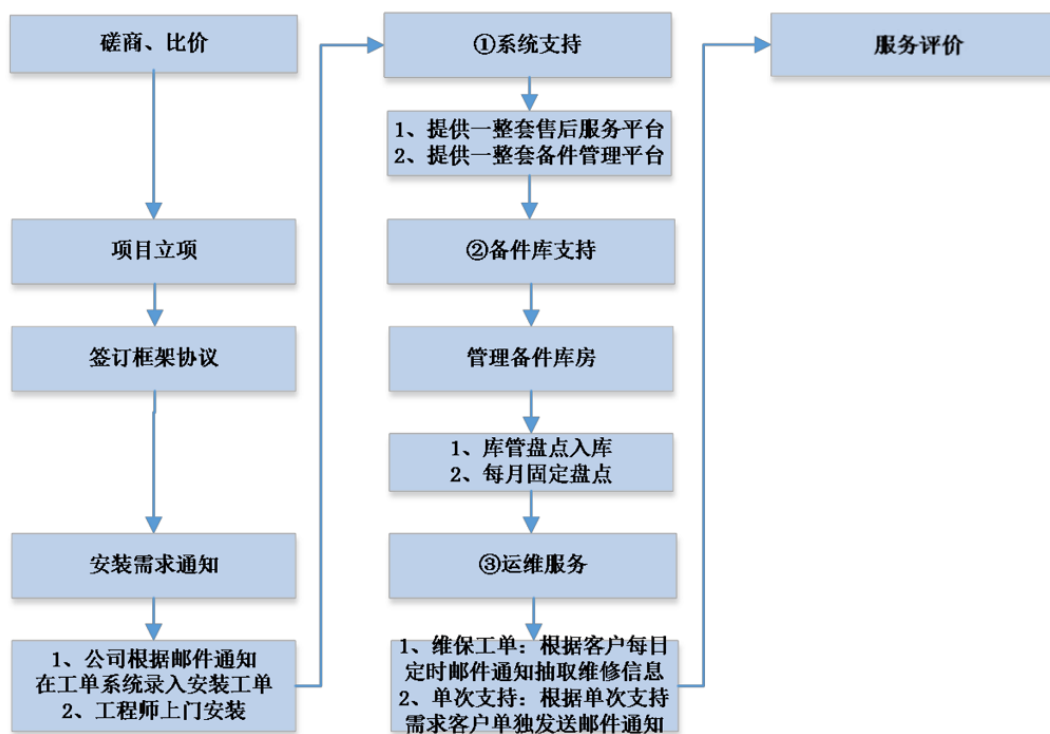 磋商、比价
项目立项
签订框架协议
安装需求通知
1、公司根据邮件通知
在工单系统录入安装工单
2、工程师上门安装
①系统支持
1、提供一整套售后服务平台
2、提供一整套备件管理平台
②备件库支持
管理备件库房
1、库管盘点入库
2、每月固定盘点
③运维服务
1、维保工单：根据客户每日
定时邮件通知抽取维修信息
2、单次支持：根据单次支持
需求客户单独发送邮件通知
服务评价